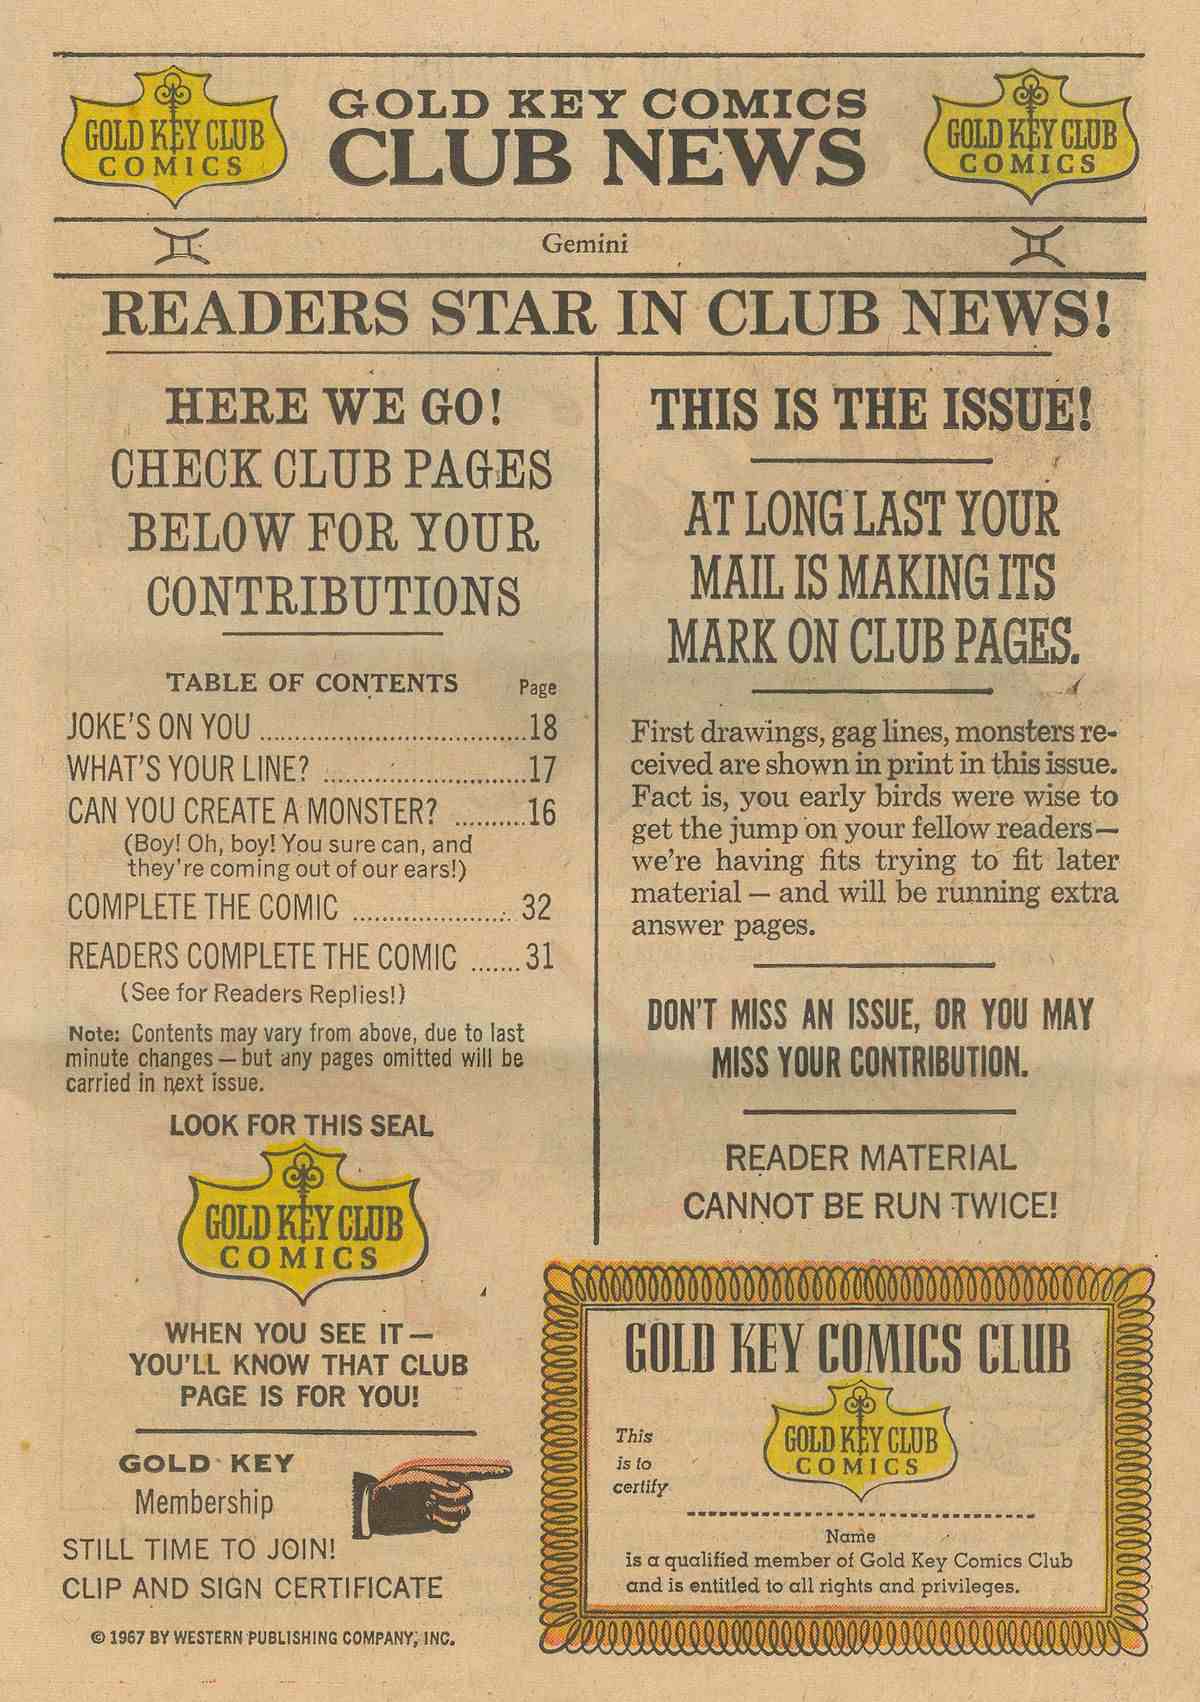 GOLD KEY CLUB
COMICS
GOLD KEY COMICS
CLUB NEWS
GOLD KEY CLUB
COMICS
Gemini
READERS STAR IN CLUB NEWS!
HERE WE GO!
CHECK CLUB PAGES
BELOW FOR YOUR
CONTRIBUTIONS
TABLE OF CONTENTS Page
JOKE'S ON YOU ....................................18
WHAT'S YOUR LINE? ...........................17
CAN YOU CREATE A MONSTER? ..........16
(Boy! Oh, boy! You sure can, and
they're coming out of our ears!)
COMPLETE THE COMIC ..................... 32
READERS COMPLETE THE COMIC .......31
(See for Readers Replies!)
Note: Contents may vary from above, due to last
minute changes — but any pages omitted will be
carried in next issue.
LOOK FOR THIS SEAL
GOLD KEY CLUB
COMICS
WHEN YOU SEE IT—
YOU'LL KNOW THAT CLUB
PAGE IS FOR YOU!
GOLD KEY
Membership
STILL TIME TO JOIN!
CLIP AND SIGN CERTIFICATE
© 1967 BY WESTERN PUBLISHING COMPANY, INC.
THIS IS THE ISSUE!
AT LONG LAST YOUR
MAIL IS MAKING ITS
MARK ON CLUB PAGES.
First drawings, gag lines, monsters re-
ceived are shown in print in this issue.
Fact is, you early birds were wise to
get the jump on your fellow readers—
we're having fits trying to fit later
material — and will be running extra
answer pages.
DON'T MISS AN ISSUE, OR YOU MAY
MISS YOUR CONTRIBUTION.
READER MATERIAL
CANNOT BE RUN TWICE!
GOLD KEY COMICS CLUB
This
is to
certify
GOLD KEY CLUB
COMICS
Name
is a qualified member of Gold Key Comics Club
and is entitled to all rights and privileges.